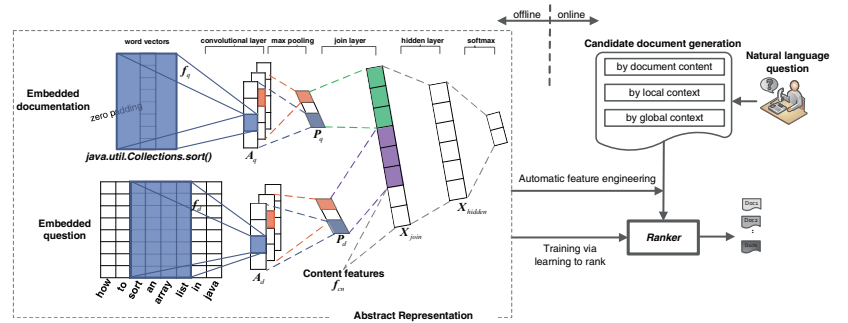 offline
online
word vectors
convolutional layer
max pooling
join layer
hidden layer
softmax
Candidate document generation
by document content
by local context
by global context
Natural language
question
Embedded
documentation
f_q
zero padding
java.util.Collections.sort()
A_q
P_q
Embedded
question
f_d
A_d
P_d
X_join
X_hidden
Content features
f_cn
how to sort an array list in java
Abstract Representation
Automatic feature engineering
Training via
learning to rank
Ranker
Doc1
Doc2
: